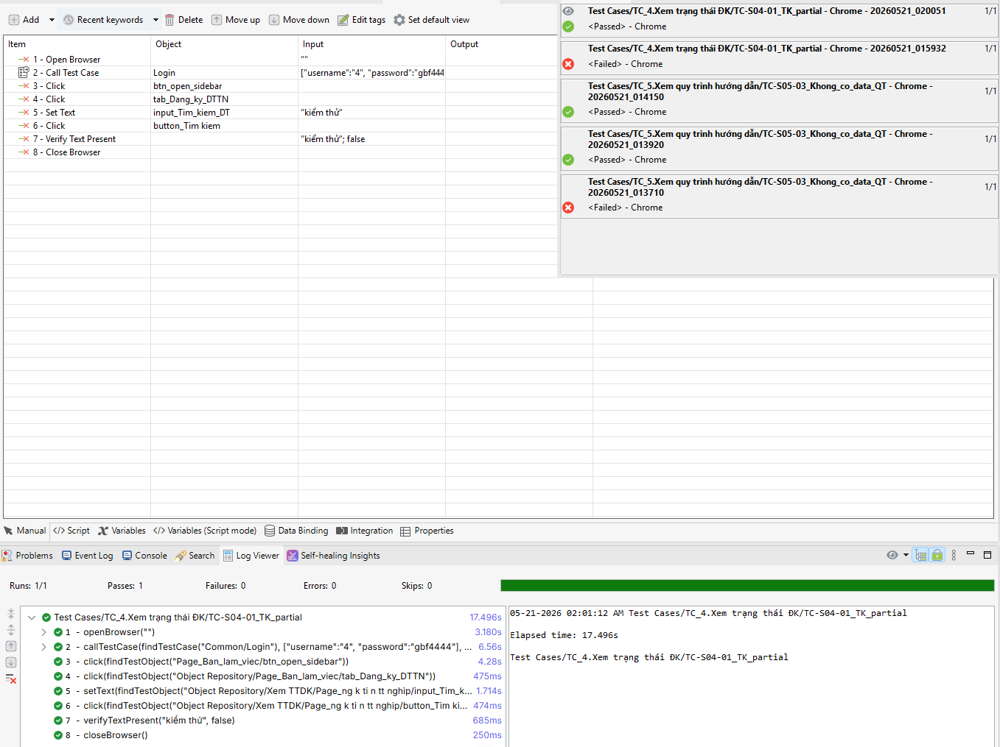 Add Recent keywords Delete Move up Move down Edit tags Set default view
Item Object Input Output
1 - Open Browser ""
2 - Call Test Case Login ["username":"4", "password":"gbf4444
3 - Click btn_open_sidebar
4 - Click tab_Dang_ky_DTTN
5 - Set Text input_Tim_kiem_DT "kiểm thử"
6 - Click button_Tim kiem
7 - Verify Text Present "kiểm thử"; false
8 - Close Browser
Test Cases/TC_4.Xem trạng thái ĐK/TC-S04-01_TK_partial - Chrome - 20260521_020051 1/1
<Passed> - Chrome
Test Cases/TC_4.Xem trạng thái ĐK/TC-S04-01_TK_partial - Chrome - 20260521_015932 1/1
<Failed> - Chrome
Test Cases/TC_5.Xem quy trình hướng dẫn/TC-S05-03_Khong_co_data_QT - Chrome - 1/1
20260521_014150
<Passed> - Chrome
Test Cases/TC_5.Xem quy trình hướng dẫn/TC-S05-03_Khong_co_data_QT - Chrome - 1/1
20260521_013920
<Passed> - Chrome
Test Cases/TC_5.Xem quy trình hướng dẫn/TC-S05-03_Khong_co_data_QT - Chrome - 1/1
20260521_013710
<Failed> - Chrome
Manual </> Script Variables </> Variables (Script mode) Data Binding Integration Properties
Problems Event Log Console Search Log Viewer Self-healing Insights
Runs: 1/1 Passes: 1 Failures: 0 Errors: 0 Skips: 0
Test Cases/TC_4.Xem trạng thái ĐK/TC-S04-01_TK_partial 17.496s
1 - openBrowser("") 3.180s
2 - callTestCase(findTestCase("Common/Login"), ["username":"4", "password":"gbf4444"], ... 6.56s
3 - click(findTestObject("Page_Ban_lam_viec/btn_open_sidebar")) 4.28s
4 - click(findTestObject("Object Repository/Page_Ban_lam_viec/tab_Dang_ky_DTTN")) 475ms
5 - setText(findTestObject("Object Repository/Xem TTDK/Page_ng k ti n tt nghip/input_Tim_k... 1.714s
6 - click(findTestObject("Object Repository/Xem TTDK/Page_ng k ti n tt nghip/button_Tim ki... 474ms
7 - verifyTextPresent("kiểm thử", false) 685ms
8 - closeBrowser() 250ms
05-21-2026 02:01:12 AM Test Cases/TC_4.Xem trạng thái ĐK/TC-S04-01_TK_partial
Elapsed time: 17.496s
Test Cases/TC_4.Xem trạng thái ĐK/TC-S04-01_TK_partial